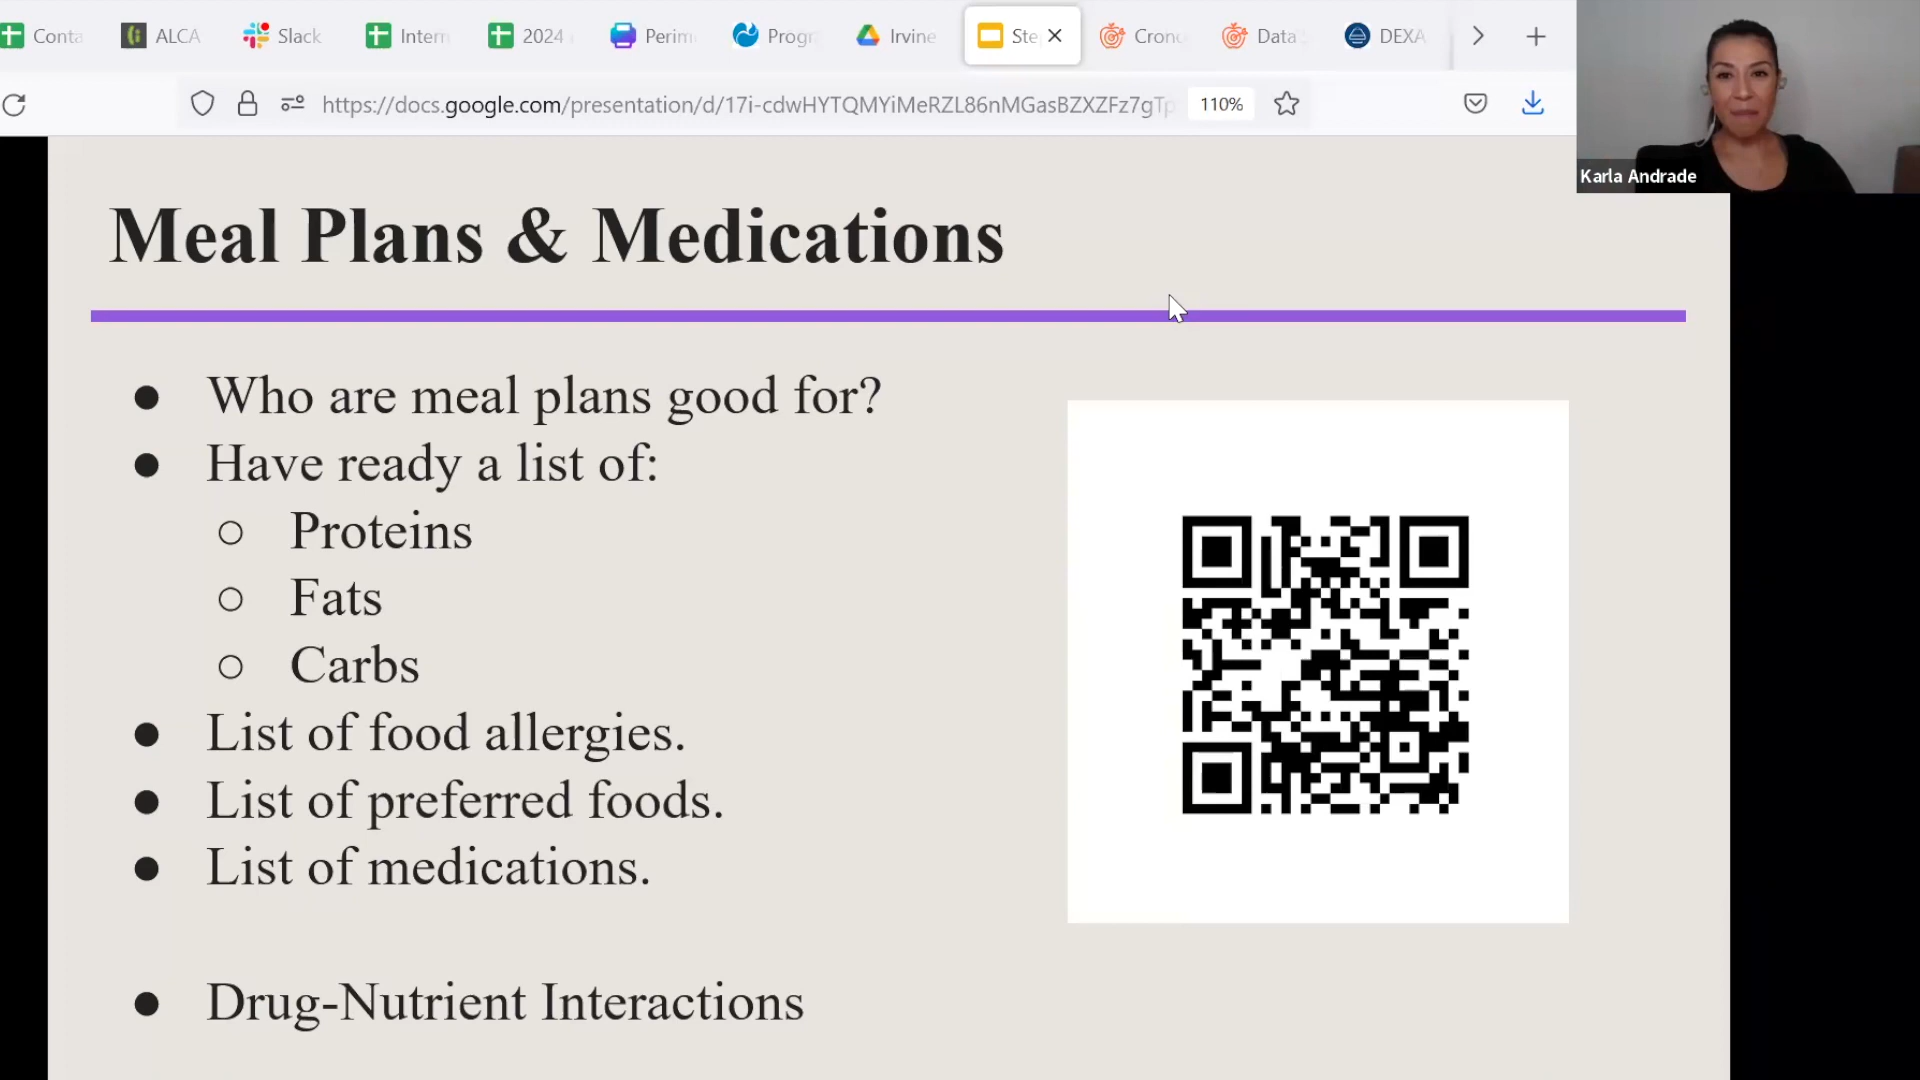 Conta ALCA Slack Intern 2024 Perim Progr Irvine Ste Crono Data DEXA
https://docs.google.com/presentation/d/17i-cdwHYTQMYiMeRZL86nMGasBZXZFz7gTp 110%
Karla Andrade
Meal Plans & Medications
● Who are meal plans good for?
● Have ready a list of:
○ Proteins
○ Fats
○ Carbs
● List of food allergies.
● List of preferred foods.
● List of medications.
● Drug-Nutrient Interactions